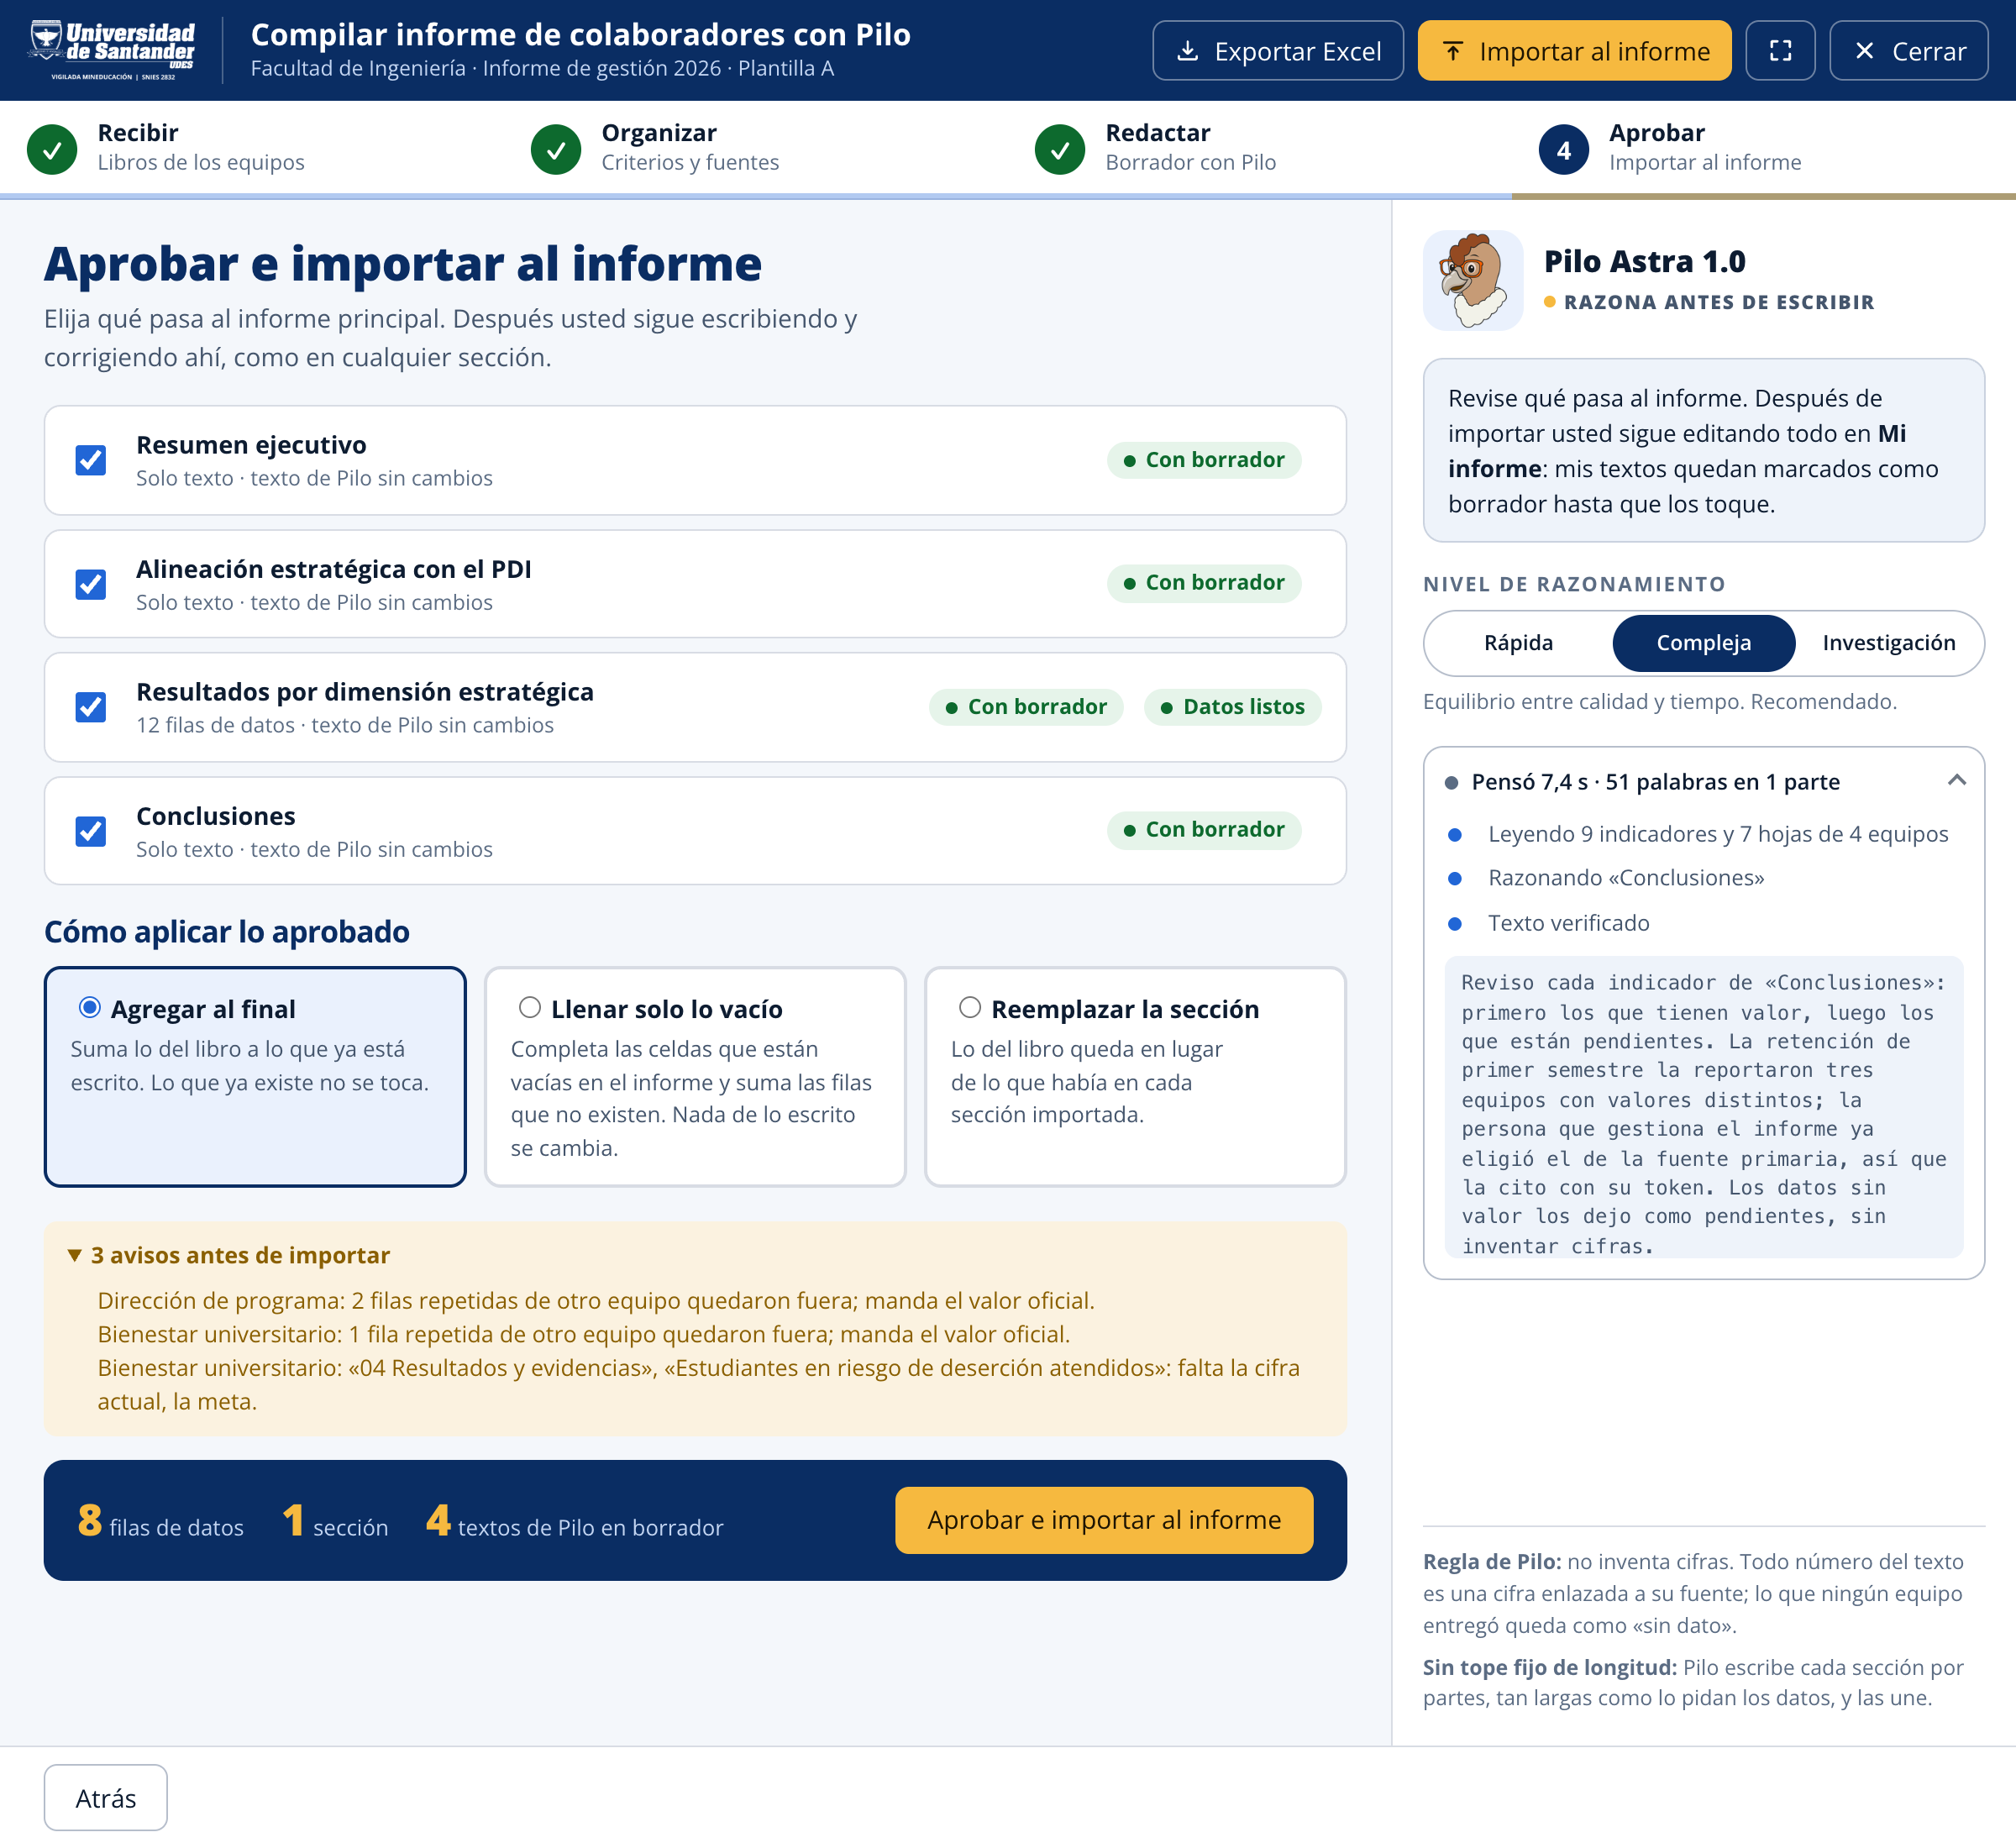 Universidad
de Santander
UDES
VIGILADA MINEDUCACIÓN | SNIES 2832
Compilar informe de colaboradores con Pilo
Facultad de Ingeniería · Informe de gestión 2026 · Plantilla A
Exportar Excel
Importar al informe
Cerrar
Recibir
Libros de los equipos
Organizar
Criterios y fuentes
Redactar
Borrador con Pilo
4
Aprobar
Importar al informe
Aprobar e importar al informe
Elija qué pasa al informe principal. Después usted sigue escribiendo y
corrigiendo ahí, como en cualquier sección.
Resumen ejecutivo
Solo texto · texto de Pilo sin cambios
Con borrador
Alineación estratégica con el PDI
Solo texto · texto de Pilo sin cambios
Con borrador
Resultados por dimensión estratégica
12 filas de datos · texto de Pilo sin cambios
Con borrador
Datos listos
Conclusiones
Solo texto · texto de Pilo sin cambios
Con borrador
Cómo aplicar lo aprobado
Agregar al final
Suma lo del libro a lo que ya está
escrito. Lo que ya existe no se toca.
Llenar solo lo vacío
Completa las celdas que están
vacías en el informe y suma las filas
que no existen. Nada de lo escrito
se cambia.
Reemplazar la sección
Lo del libro queda en lugar
de lo que había en cada
sección importada.
3 avisos antes de importar
Dirección de programa: 2 filas repetidas de otro equipo quedaron fuera; manda el valor oficial.
Bienestar universitario: 1 fila repetida de otro equipo quedaron fuera; manda el valor oficial.
Bienestar universitario: «04 Resultados y evidencias», «Estudiantes en riesgo de deserción atendidos»: falta la cifra
actual, la meta.
8 filas de datos
1 sección
4 textos de Pilo en borrador
Aprobar e importar al informe
Atrás
Pilo Astra 1.0
RAZONA ANTES DE ESCRIBIR
Revise qué pasa al informe. Después de
importar usted sigue editando todo en Mi
informe: mis textos quedan marcados como
borrador hasta que los toque.
NIVEL DE RAZONAMIENTO
Rápida
Compleja
Investigación
Equilibrio entre calidad y tiempo. Recomendado.
Pensó 7,4 s · 51 palabras en 1 parte
Leyendo 9 indicadores y 7 hojas de 4 equipos
Razonando «Conclusiones»
Texto verificado
Reviso cada indicador de «Conclusiones»:
primero los que tienen valor, luego los
que están pendientes. La retención de
primer semestre la reportaron tres
equipos con valores distintos; la
persona que gestiona el informe ya
eligió el de la fuente primaria, así que
la cito con su token. Los datos sin
valor los dejo como pendientes, sin
inventar cifras.
Regla de Pilo: no inventa cifras. Todo número del texto
es una cifra enlazada a su fuente; lo que ningún equipo
entregó queda como «sin dato».
Sin tope fijo de longitud: Pilo escribe cada sección por
partes, tan largas como lo pidan los datos, y las une.